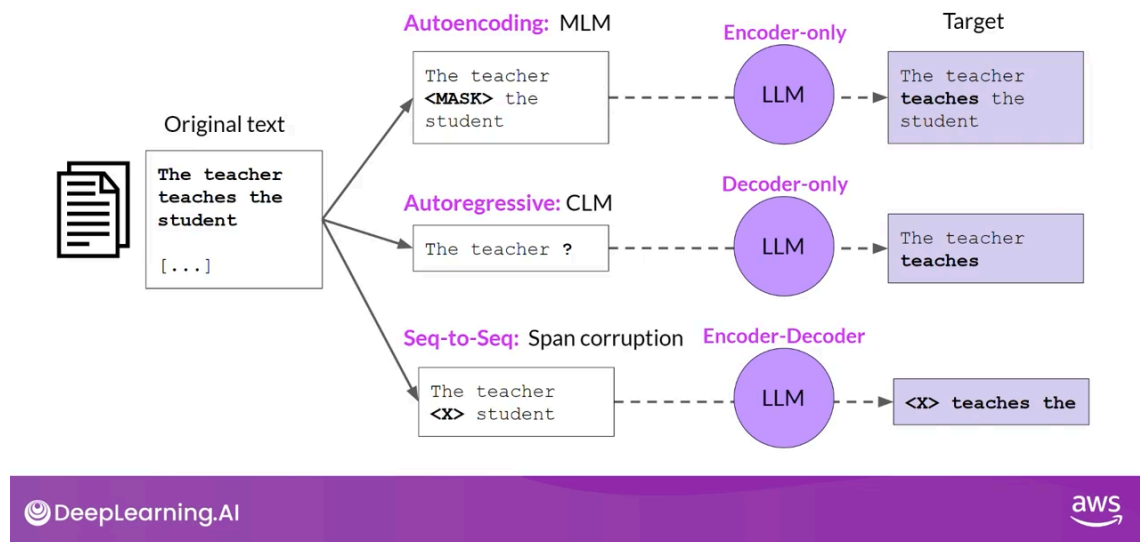 Original text
The teacher
teaches the
student
[...]
Autoencoding: MLM
The teacher
<MASK> the
student
Encoder-only
LLM
Target
The teacher
teaches the
student
Autoregressive: CLM
The teacher ?
Decoder-only
LLM
The teacher
teaches
Seq-to-Seq: Span corruption
The teacher
<X> student
Encoder-Decoder
LLM
<X> teaches the
DeepLearning.AI
aws